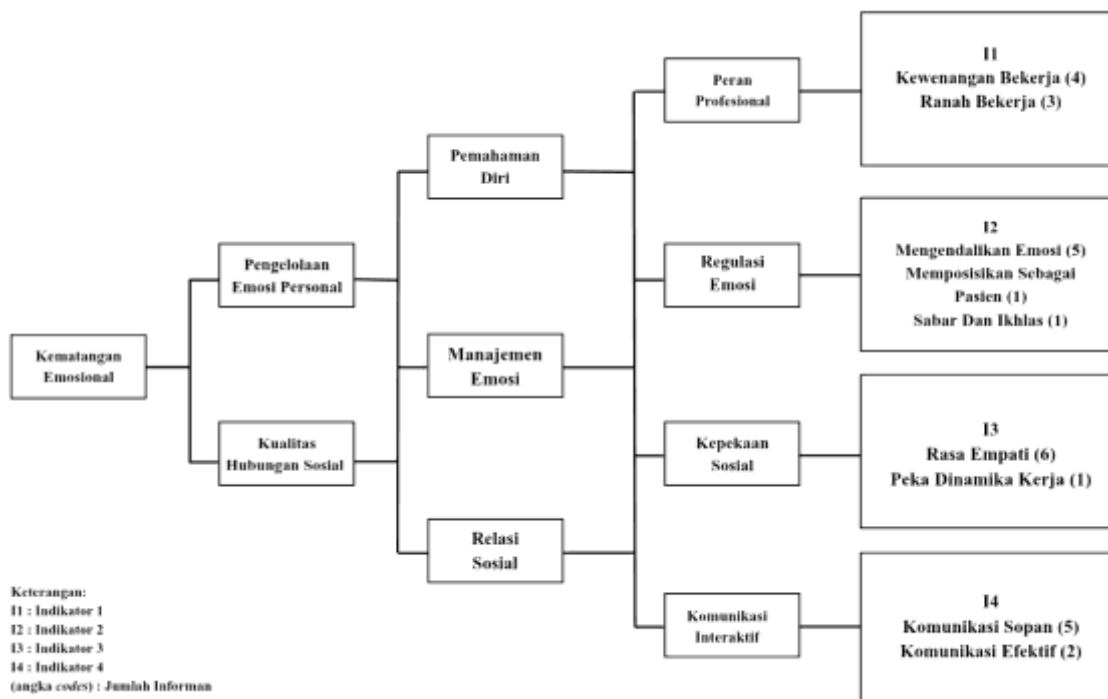 Kematangan
Emosional
Pengelolaan
Emosi Personal
Kualitas
Hubungan Sosial
Pemahaman
Diri
Manajemen
Emosi
Relasi
Sosial
Peran
Profesional
Regulasi
Emosi
Kepekaan
Sosial
Komunikasi
Interaktif
I1
Kewenangan Bekerja (4)
Ranah Bekerja (3)
I2
Mengendalikan Emosi (5)
Memposisikan Sebagai
Pasien (1)
Sabar Dan Ikhlas (1)
I3
Rasa Empati (6)
Peka Dinamika Kerja (1)
I4
Komunikasi Sopan (5)
Komunikasi Efektif (2)
Keterangan:
I1 : Indikator 1
I2 : Indikator 2
I3 : Indikator 3
I4 : Indikator 4
(angka codes) : Jumlah Informan